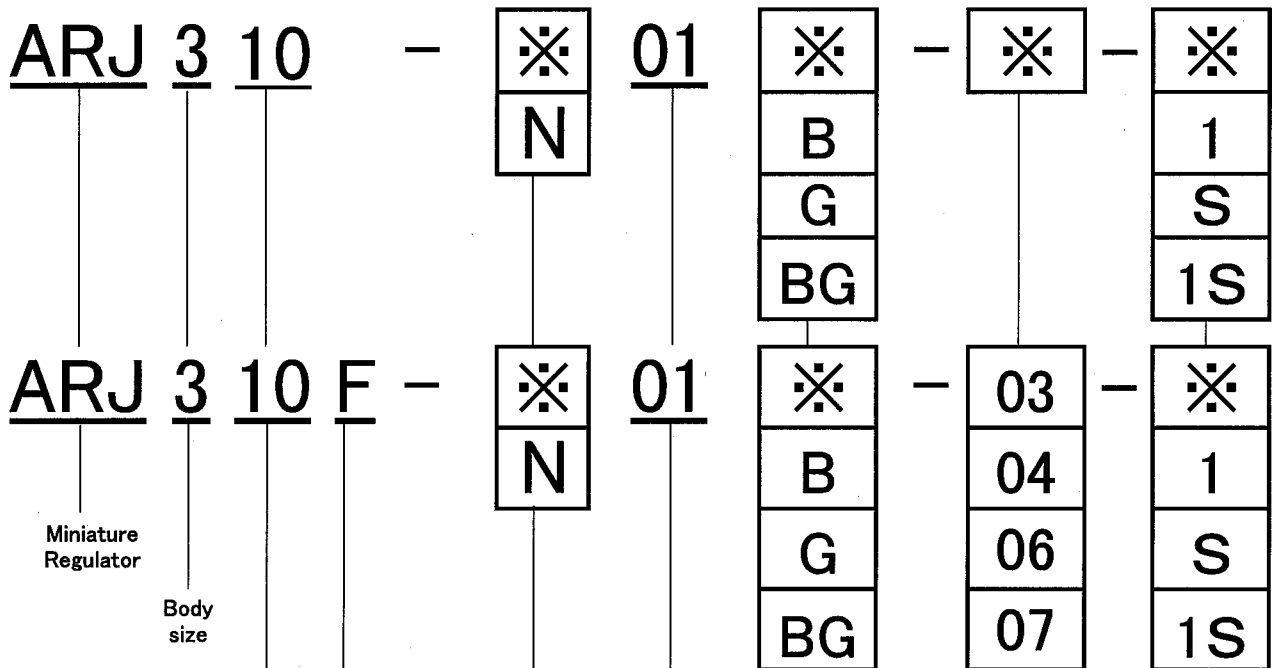 ARJ 3 10 - ※ 01 ※ - ※ - ※
N B 1
G S
BG 1S
ARJ 3 10 F - ※ 01 ※ - 03 - ※
N B 04 1
G 06 S
BG 07 1S
Miniature
Regulator
Body
size